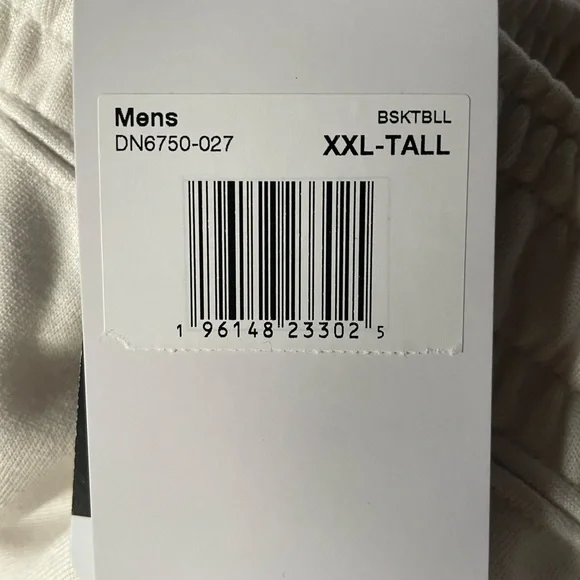 Mens BSKTBLL
DN6750-027 XXL-TALL
1 96148 23302 5